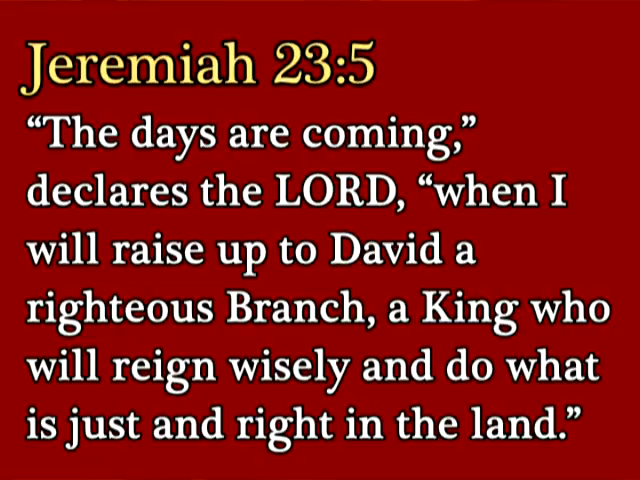 Jeremiah 23:5
“The days are coming,”
declares the LORD, “when I
will raise up to David a
righteous Branch, a King who
will reign wisely and do what
is just and right in the land.”